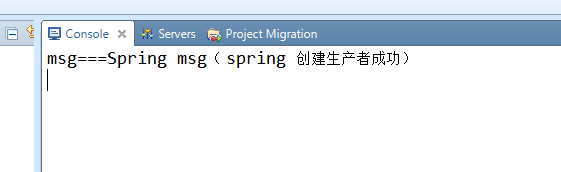 Console Servers Project Migration
msg===Spring msg（spring 创建生产者成功）